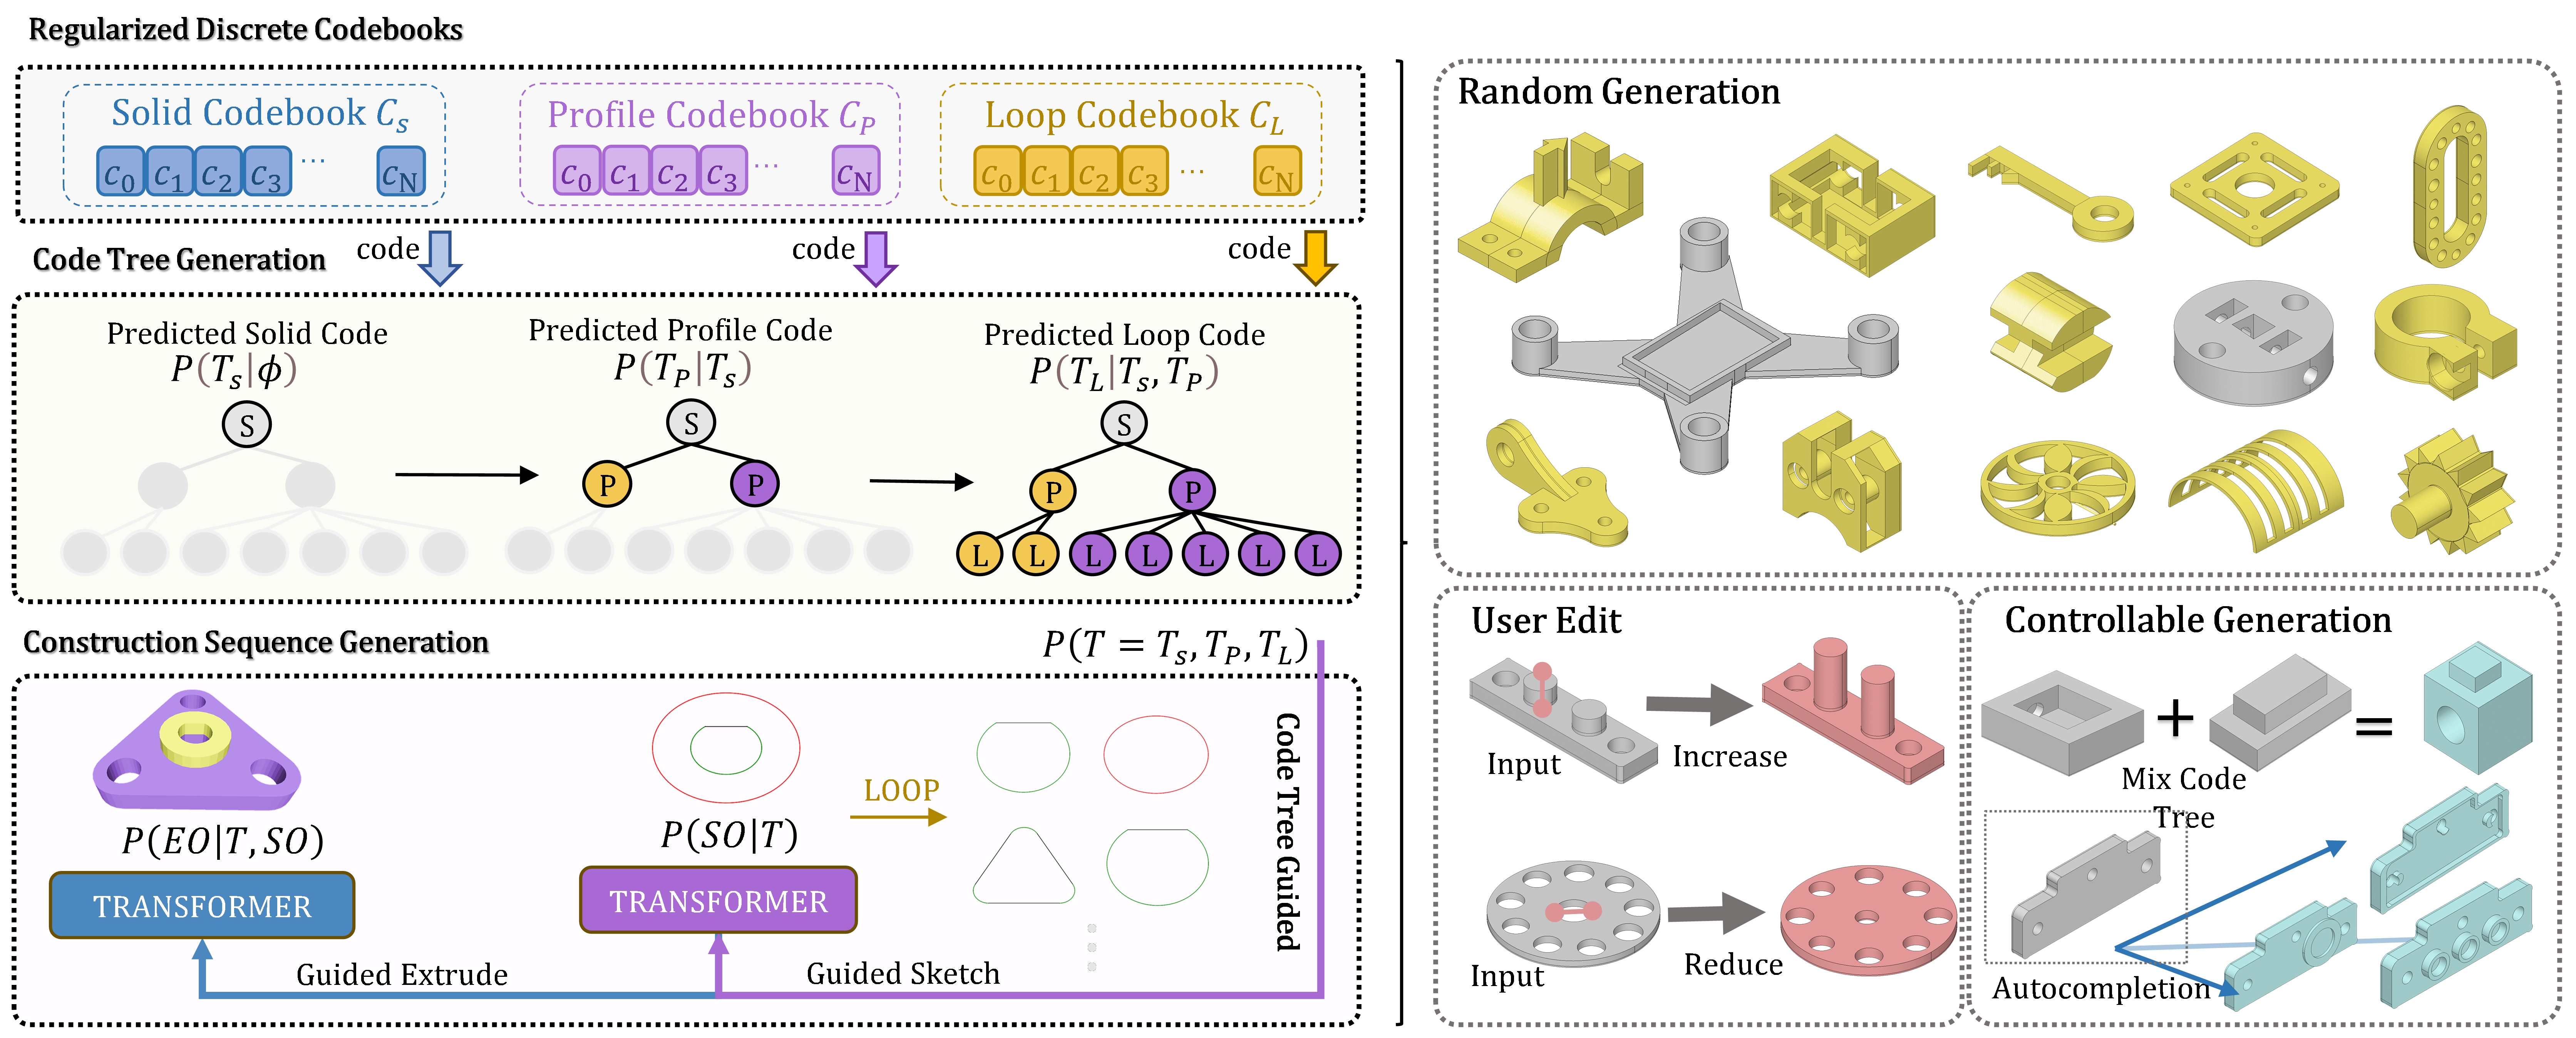 Regularized Discrete Codebooks
Solid Codebook C_s
c_0 c_1 c_2 c_3 ... c_N
Profile Codebook C_P
c_0 c_1 c_2 c_3 ... c_N
Loop Codebook C_L
c_0 c_1 c_2 c_3 ... c_N
code
code
code
Code Tree Generation
Predicted Solid Code
P(T_s|ϕ)
S
Predicted Profile Code
P(T_P|T_s)
S
P P
Predicted Loop Code
P(T_L|T_s, T_P)
S
P P
L L L L L L L
Construction Sequence Generation
P(T = T_s, T_P, T_L)
P(EO|T, SO)
TRANSFORMER
P(SO|T)
TRANSFORMER
LOOP
Guided Extrude
Guided Sketch
Code Tree Guided
Random Generation
User Edit
Input
Increase
Input
Reduce
Controllable Generation
+
=
Mix Code
Tree
Autocompletion